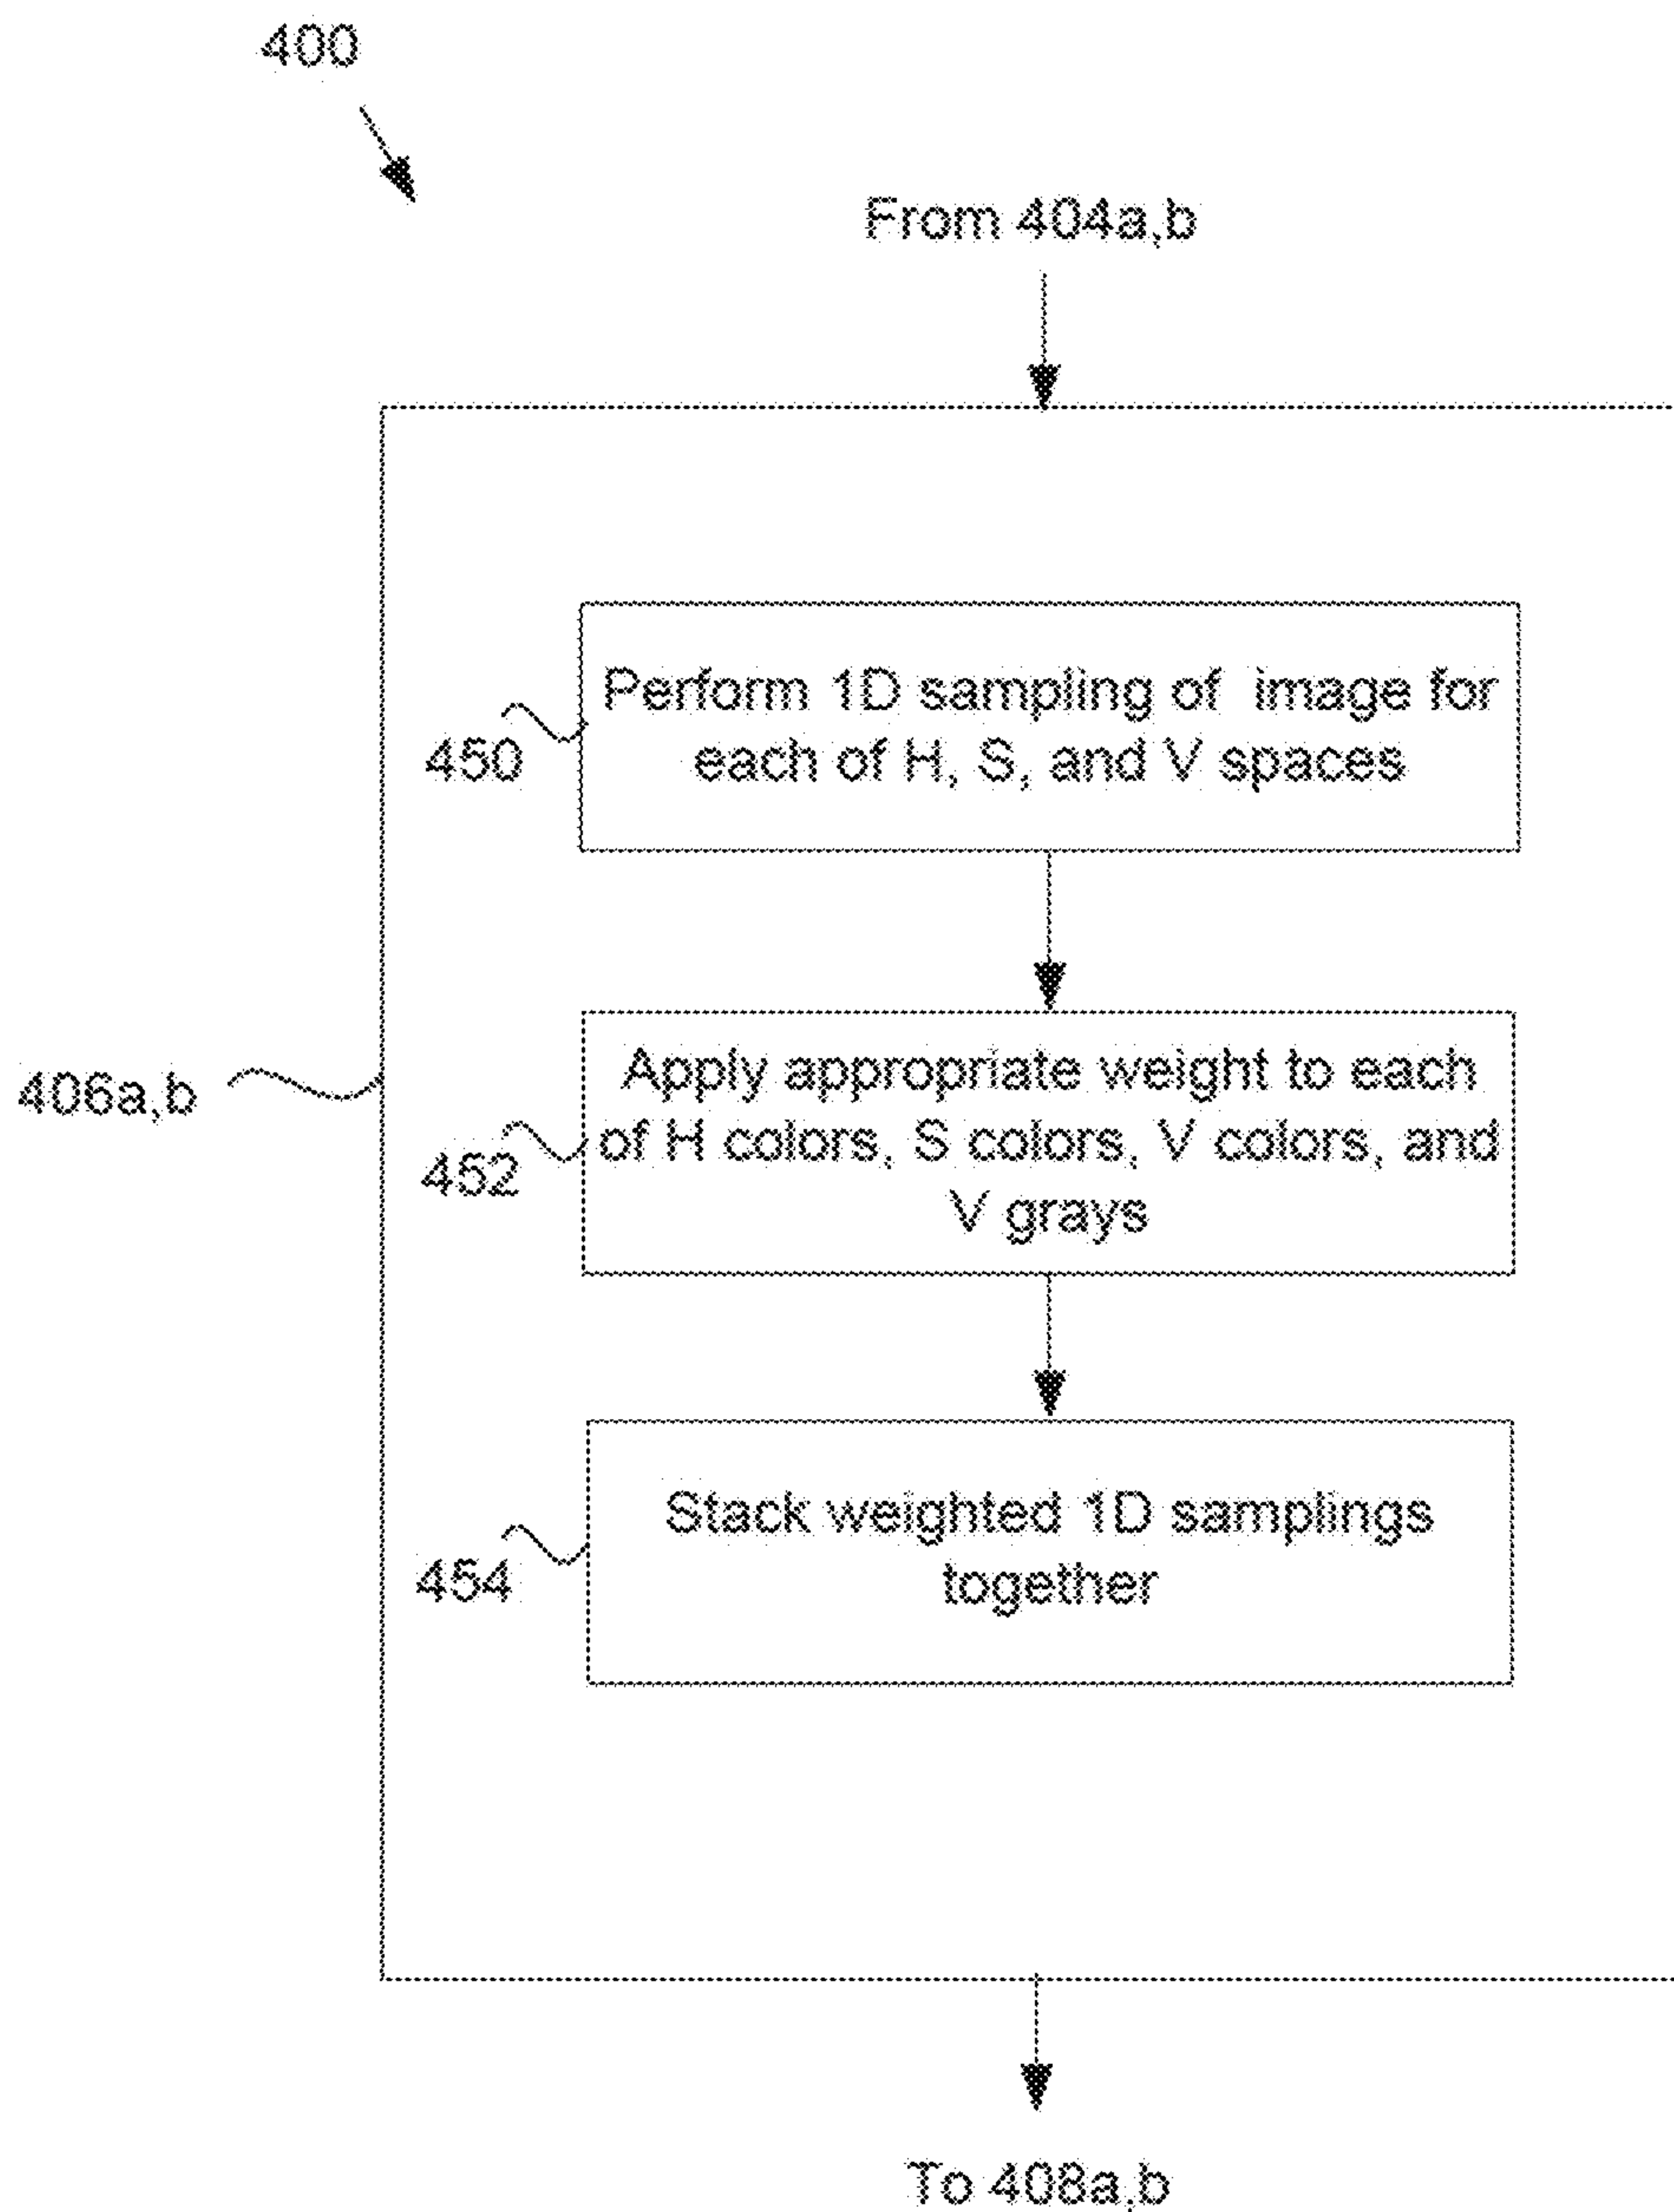 400
From 404a,b
Perform 1D sampling of image for
each of H, S, and V spaces
450
Apply appropriate weight to each
of H colors, S colors, V colors, and
V grays
406a,b
452
Stack weighted 1D samplings
together
454
To 408a,b